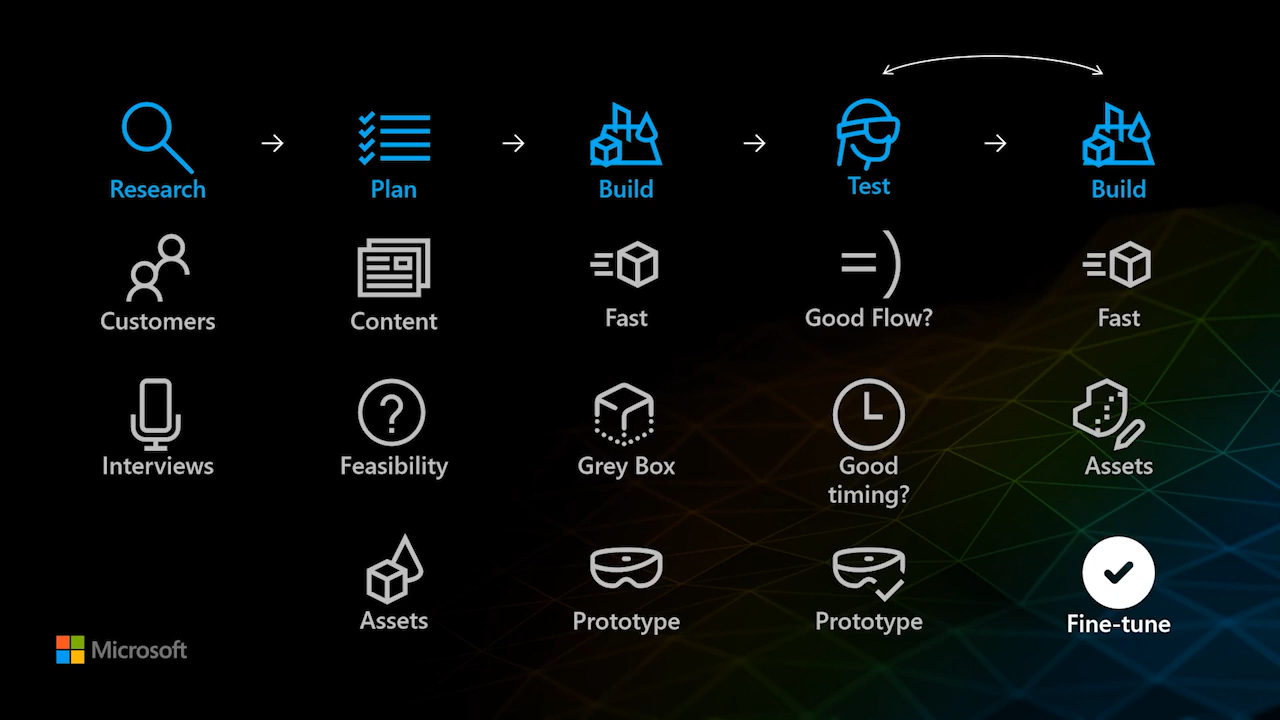 Research
Plan
Build
Test
Build
Customers
Content
Fast
Good Flow?
Fast
Interviews
Feasibility
Grey Box
Good
timing?
Assets
Assets
Prototype
Prototype
Fine-tune
Microsoft